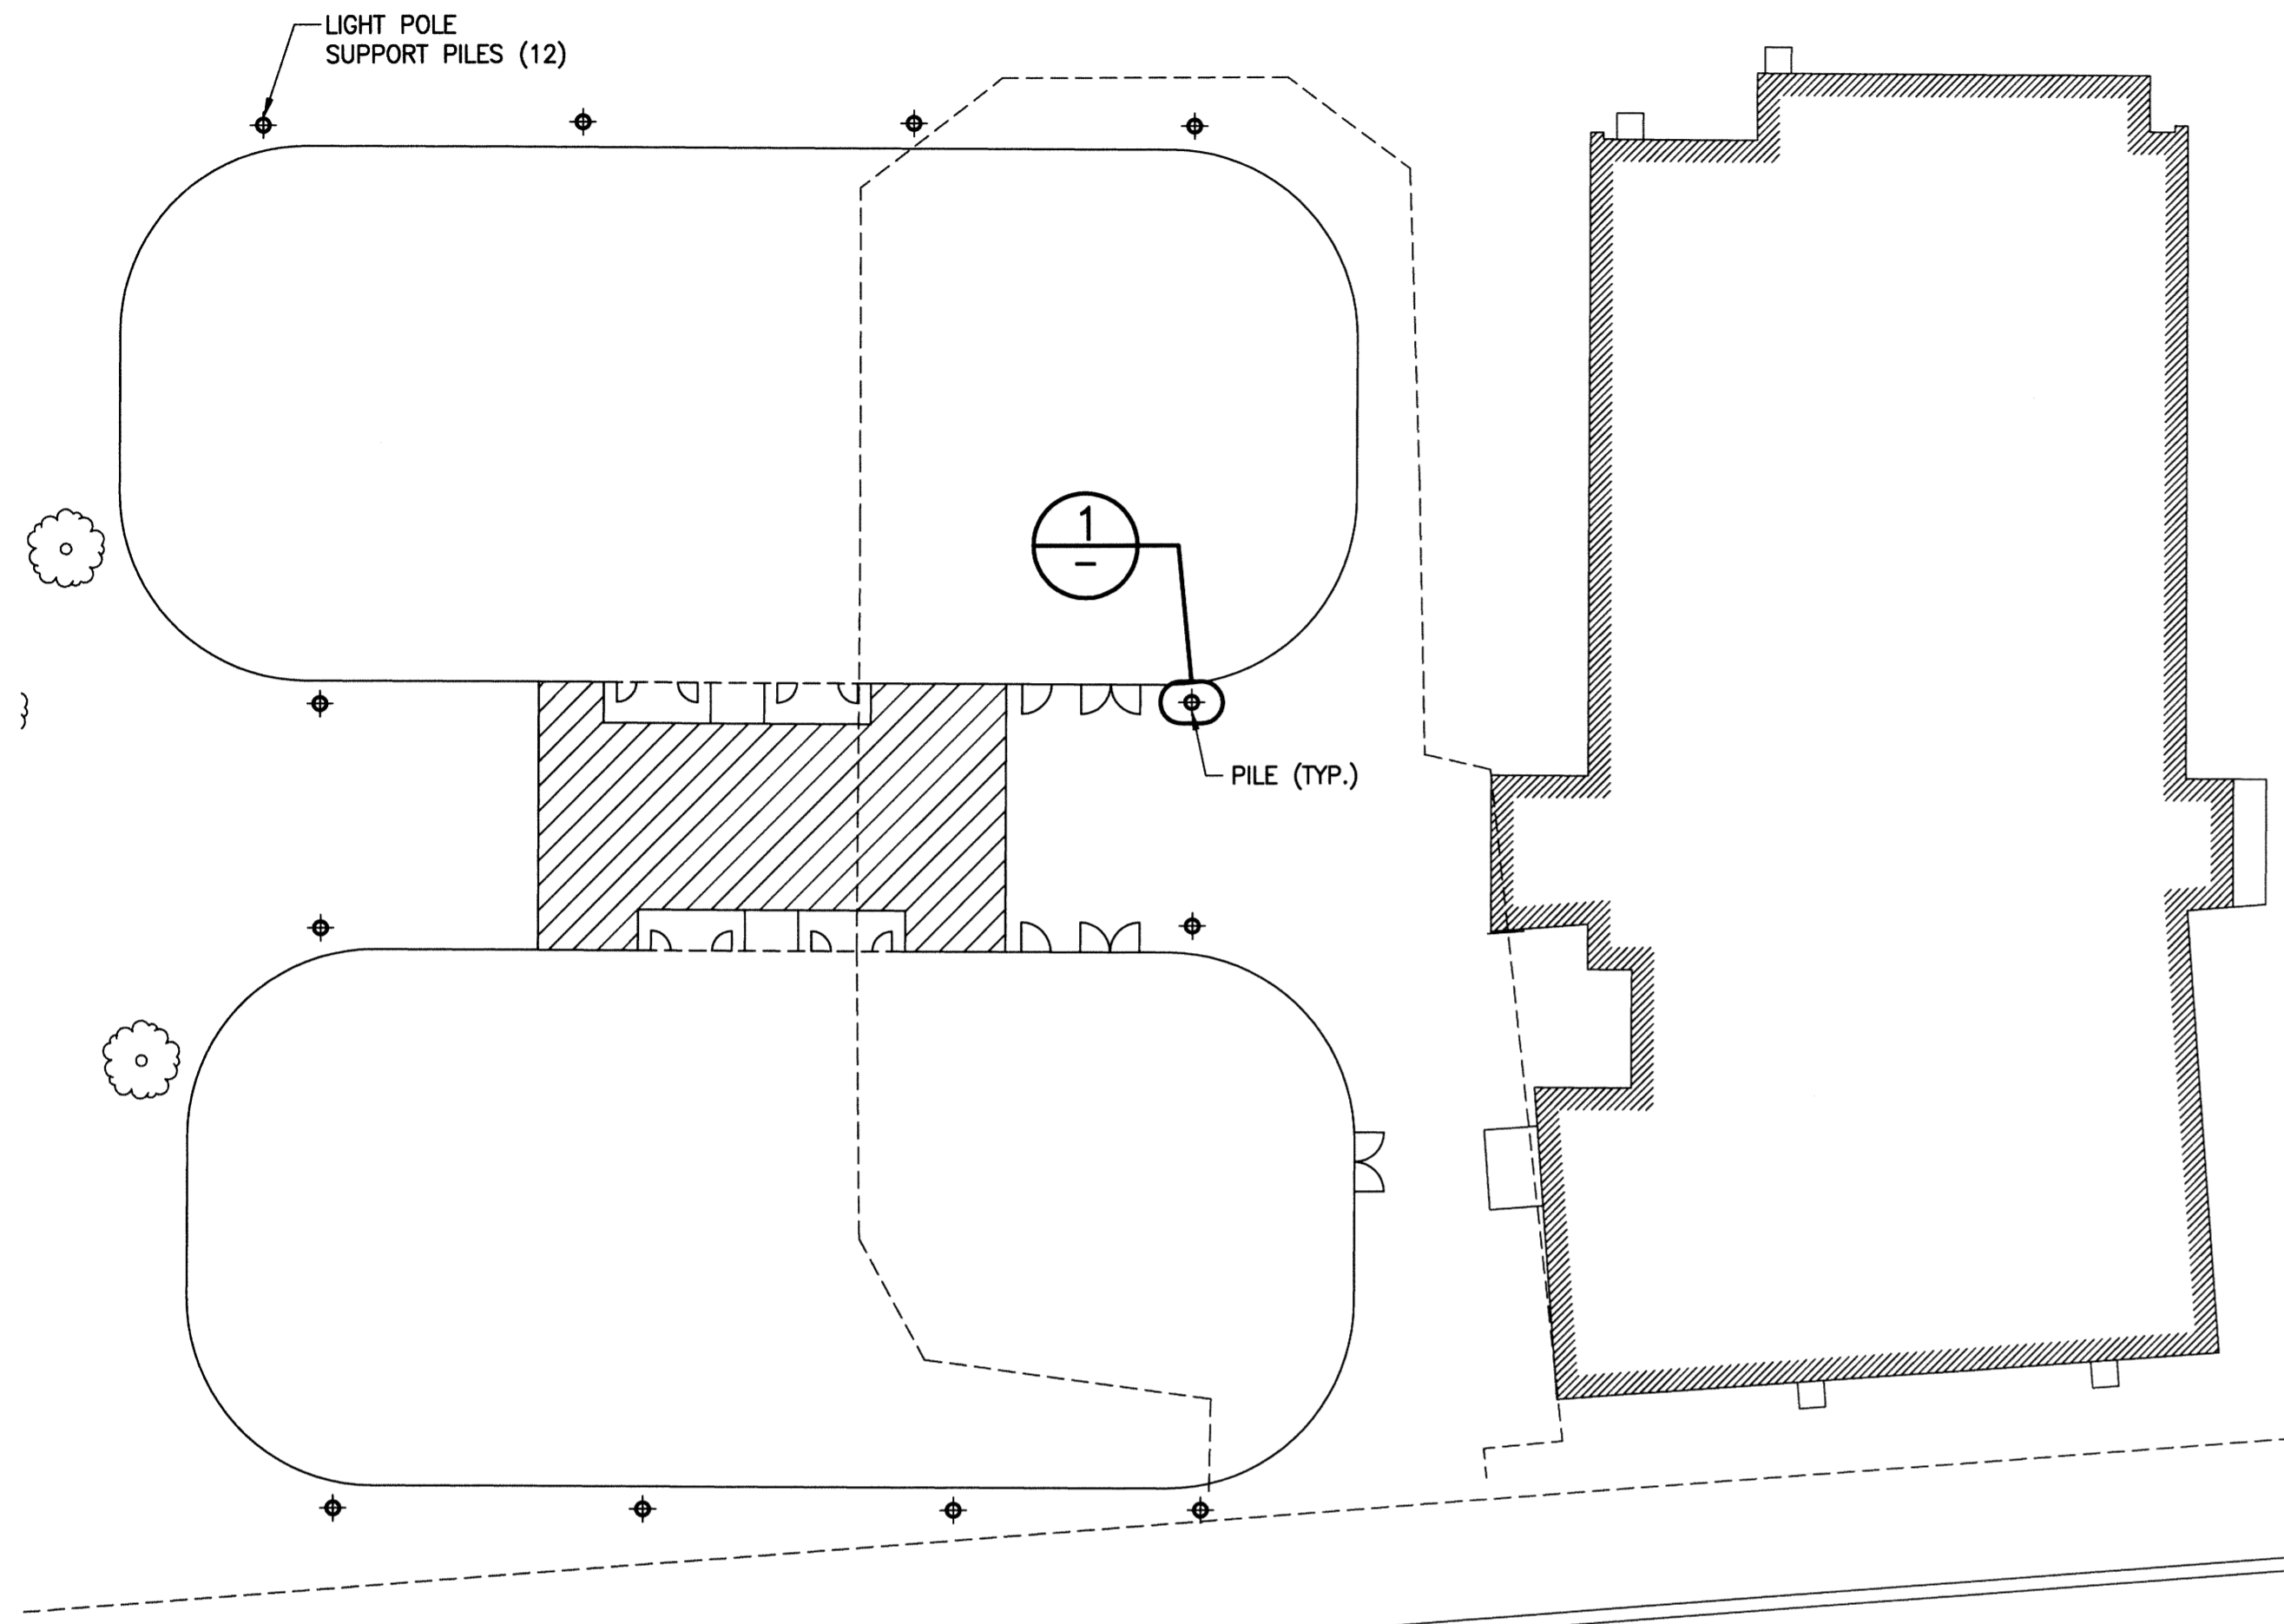 LIGHT POLE
SUPPORT PILES (12)
1
-
PILE (TYP.)